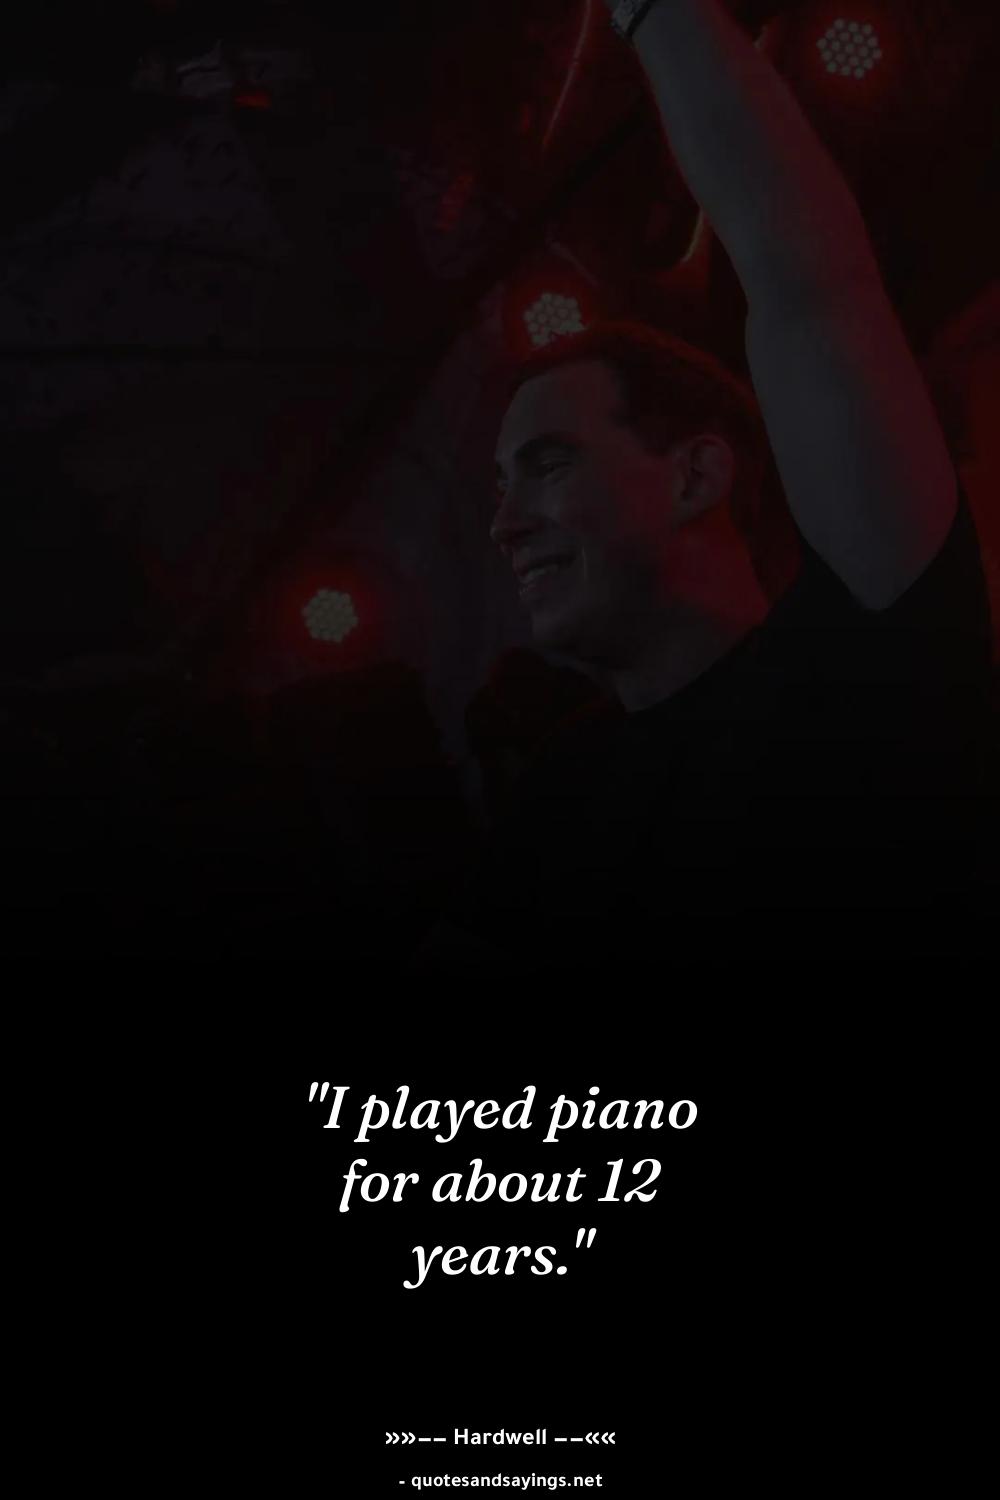 "I played piano
for about 12
years."
»»–– Hardwell ––««
- quotesandsayings.net